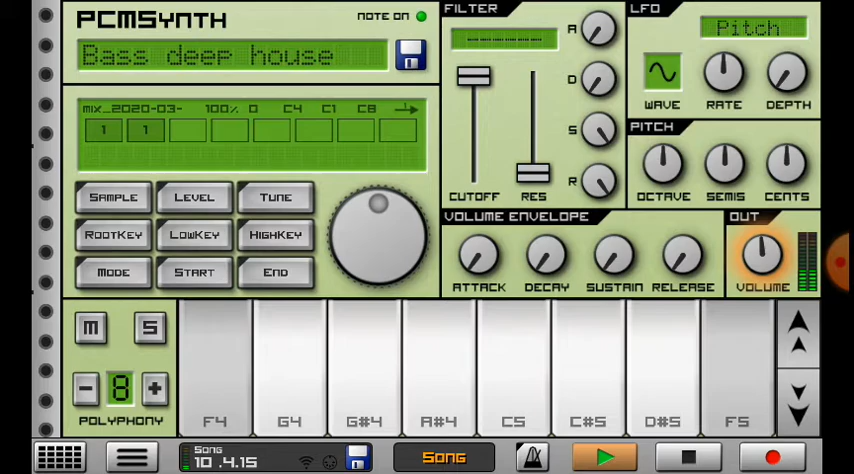 PCMSynth
NOTE ON
Bass deep house
mix_2020-03- 100% 0 C4 C1 C8
1 1
SAMPLE LEVEL TUNE
ROOTKEY LOWKEY HIGHKEY
MODE START END
FILTER
--------
A
D
S
R
CUTOFF RES
LFO
Pitch
WAVE RATE DEPTH
PITCH
OCTAVE SEMIS CENTS
VOLUME ENVELOPE
ATTACK DECAY SUSTAIN RELEASE
OUT
VOLUME
M S
- 8 +
POLYPHONY
F4 G4 G#4 A#4 C5 C#5 D#5 F5
SONG
10 .4.15
SONG